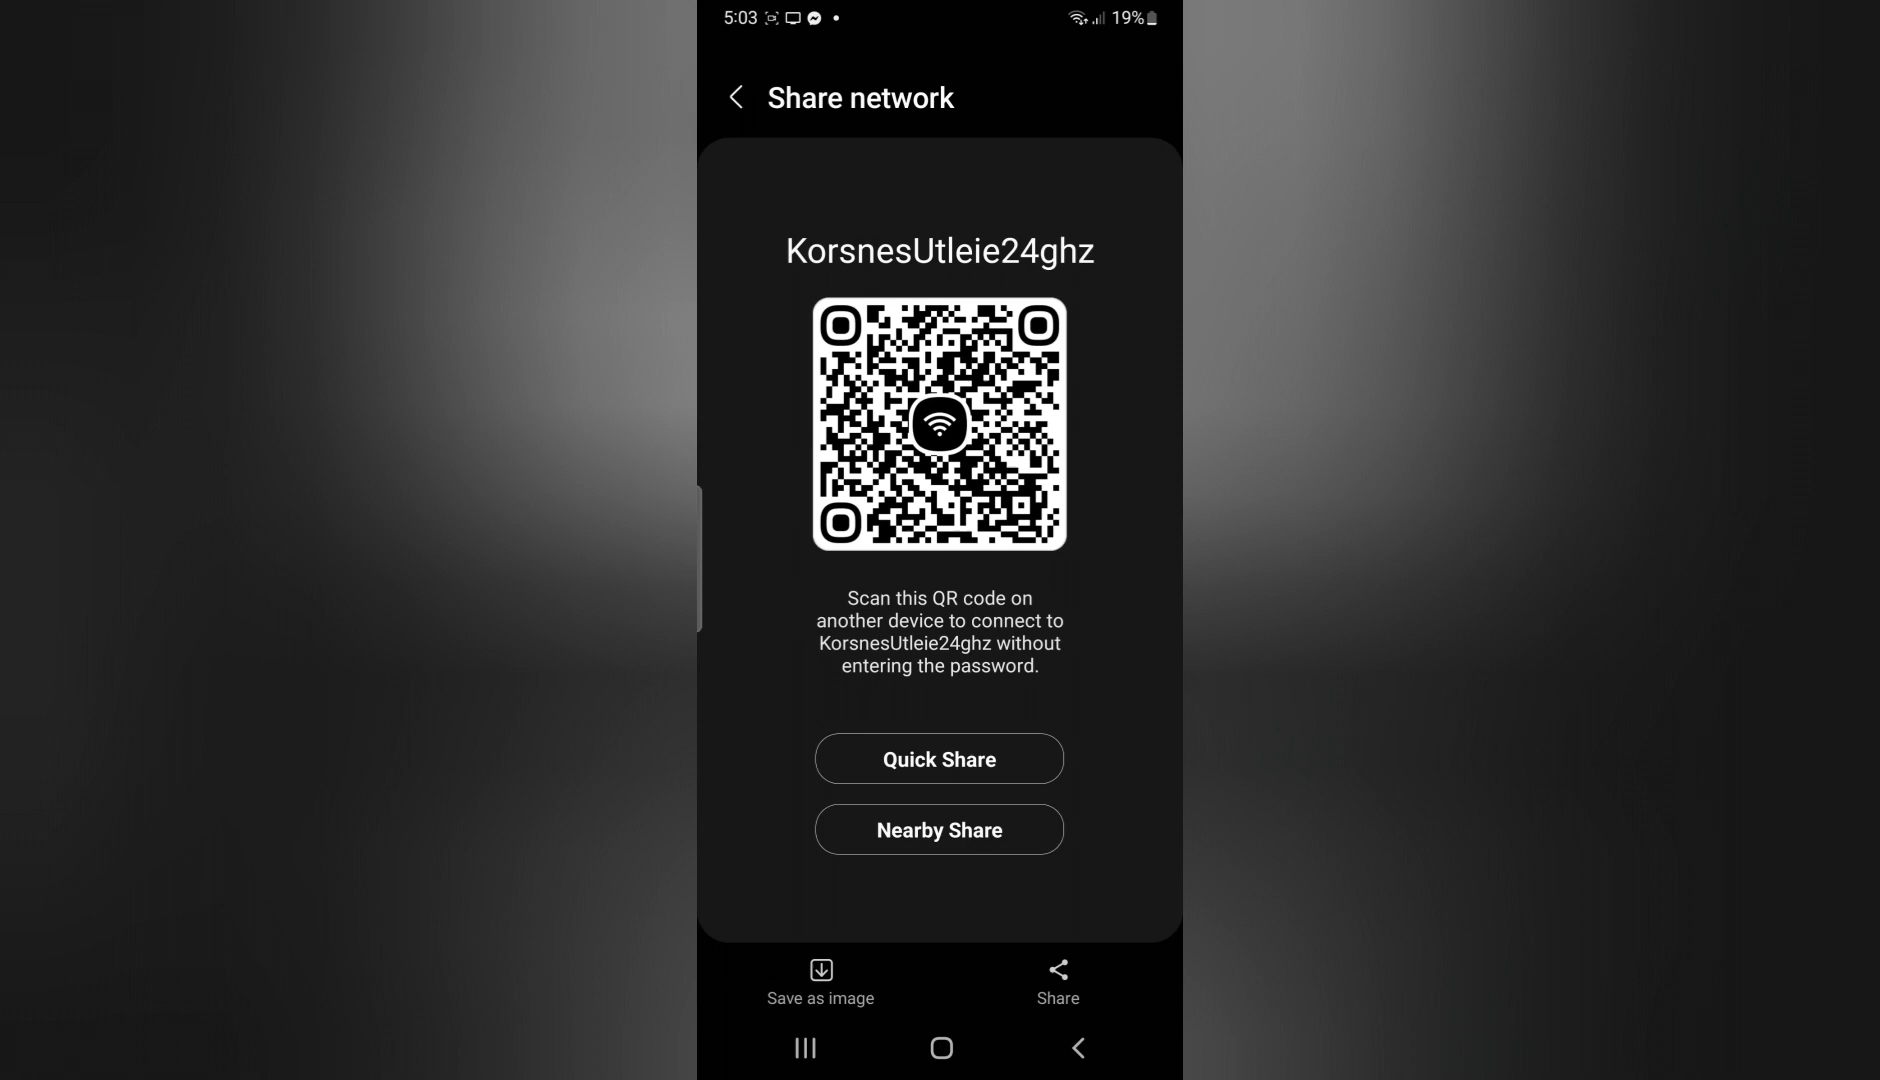 5:03
19%
Share network
KorsnesUtleie24ghz
Scan this QR code on
another device to connect to
KorsnesUtleie24ghz without
entering the password.
Quick Share
Nearby Share
Save as image
Share